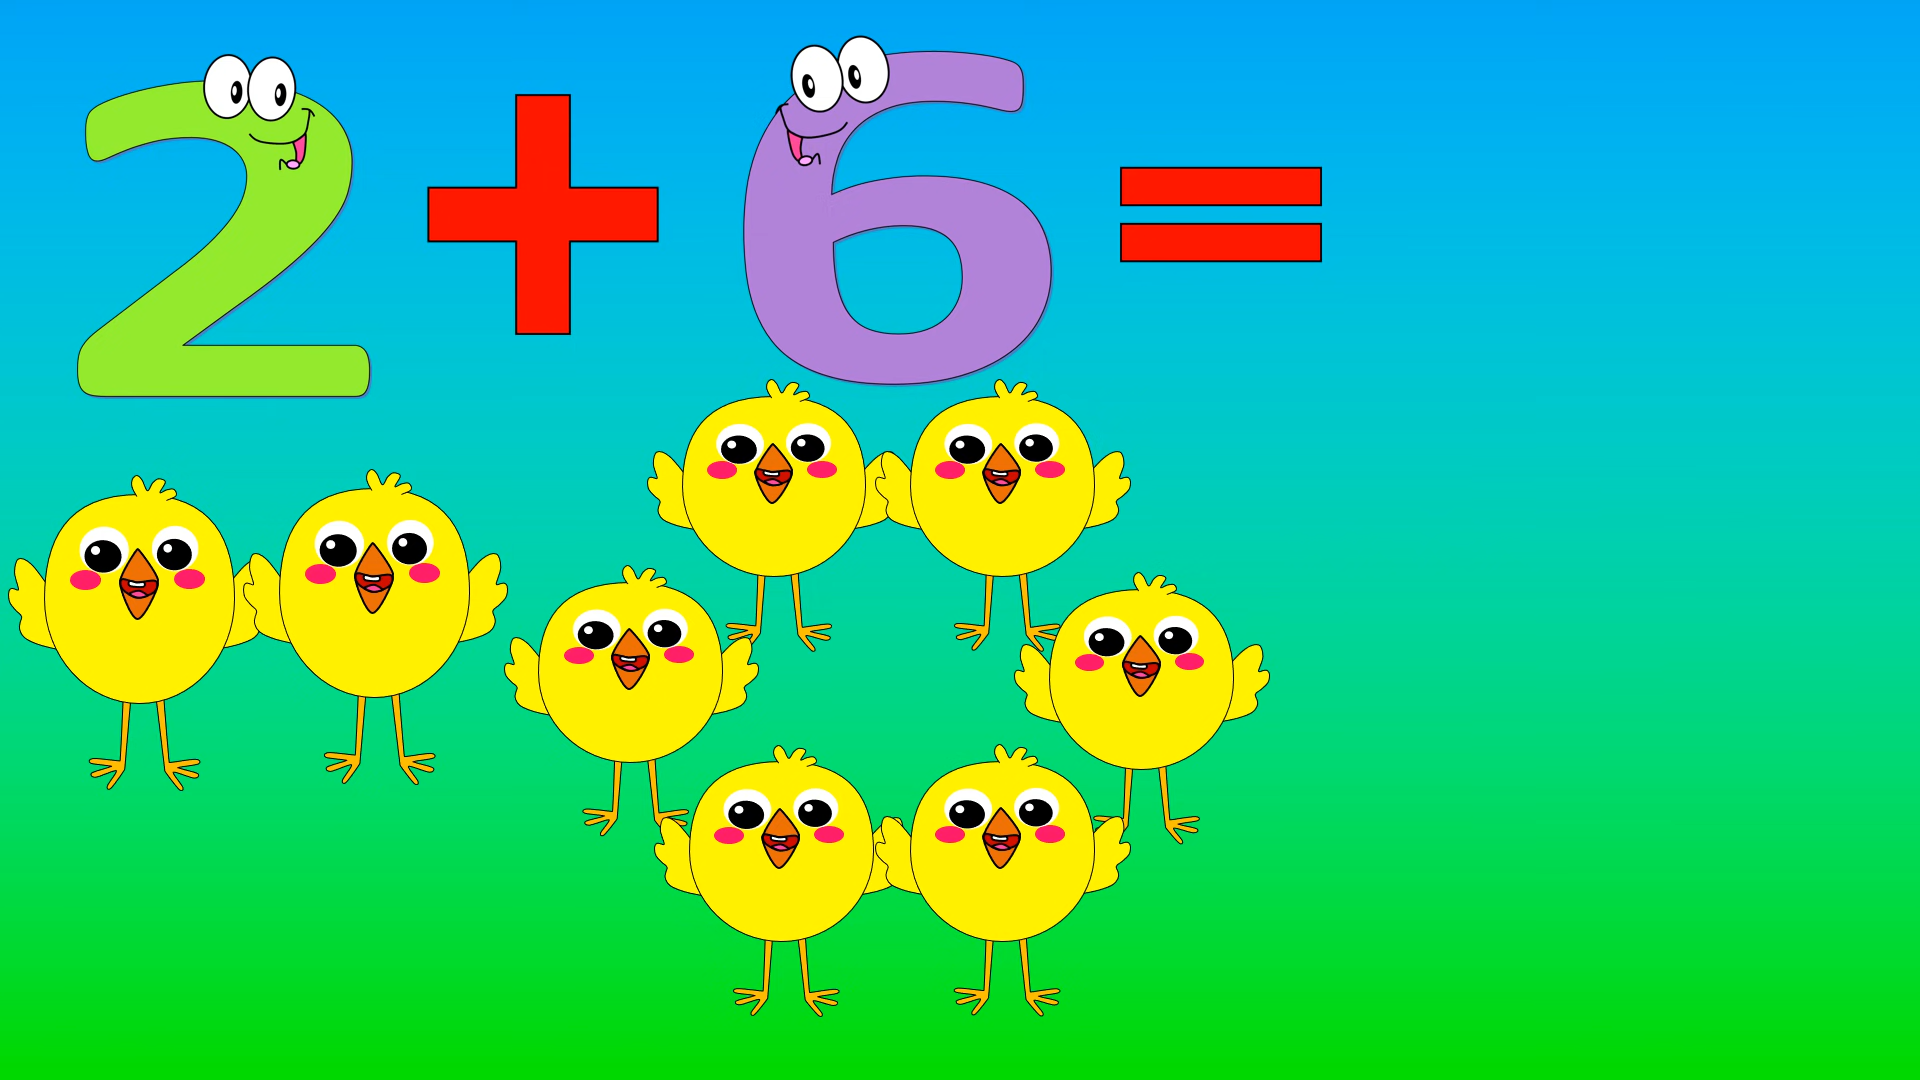 2 + 6 =